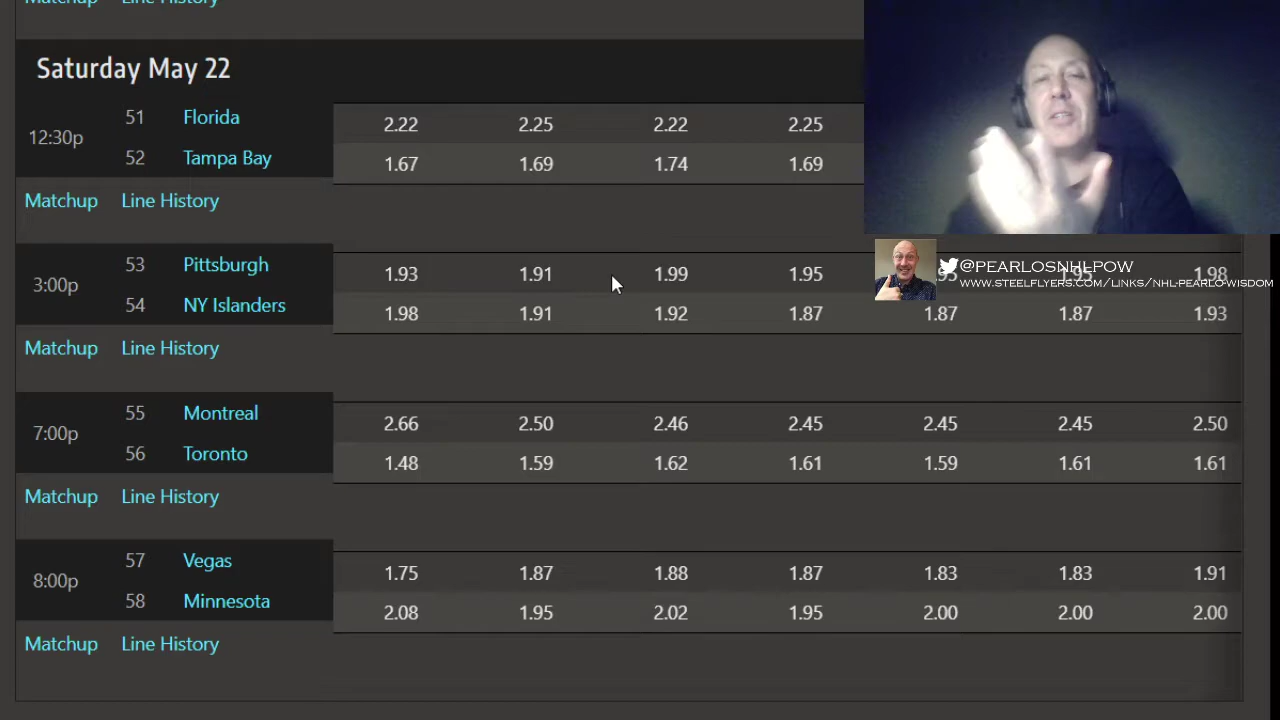 Matchup Line History
Saturday May 22
12:30p 51 Florida 2.22 2.25 2.22 2.25
52 Tampa Bay 1.67 1.69 1.74 1.69
Matchup Line History
3:00p 53 Pittsburgh 1.93 1.91 1.99 1.95 1.95 1.98
54 NY Islanders 1.98 1.91 1.92 1.87 1.87 1.87 1.93
@PEARLOSNHLPOW
WWW.STEELFLYERS.COM/LINKS/NHL-PEARLO-WISDOM
Matchup Line History
7:00p 55 Montreal 2.66 2.50 2.46 2.45 2.45 2.45 2.50
56 Toronto 1.48 1.59 1.62 1.61 1.59 1.61 1.61
Matchup Line History
8:00p 57 Vegas 1.75 1.87 1.88 1.87 1.83 1.83 1.91
58 Minnesota 2.08 1.95 2.02 1.95 2.00 2.00 2.00
Matchup Line History